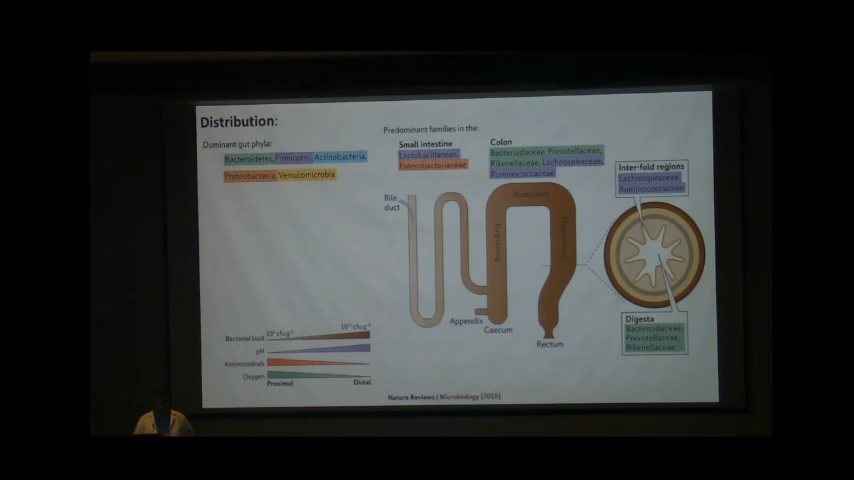 Distribution:
Dominant gut phyla:
Bacteroidetes, Firmicutes, Actinobacteria,
Proteobacteria, Verrucomicrobia
Predominant families in the:
Small intestine
Lactobacillaceae,
Enterobacteriaceae
Colon
Bacteroidaceae, Prevotellaceae,
Rikenellaceae, Lachnospiraceae,
Ruminococcaceae
Inter-fold regions
Lachnospiraceae,
Ruminococcaceae
Bile
duct
Transverse
Ascending
Descending
Appendix
Caecum
Rectum
Digesta
Bacteroidaceae,
Prevotellaceae,
Rikenellaceae
Bacterial load
pH
Antimicrobials
Oxygen
Proximal
Distal
Nature Reviews | Microbiology (2016)